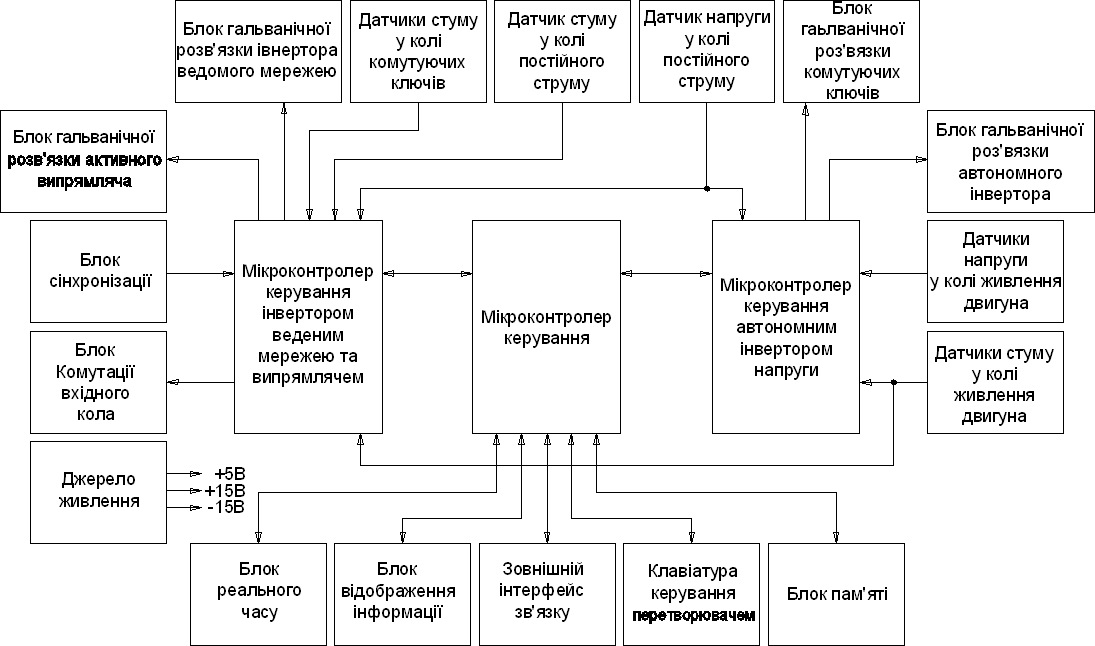 Блок гальванічної
розв'язки івнертора
ведомого мережею
Датчики стуму
у колі
комутуючих
ключів
Датчик стуму
у колі
постійного
струму
Датчик напруги
у колі
постійного
струму
Блок
гаьлванічної
роз'вязки
комутуючих
ключів
Блок гальванічної
розв'язки активного
випрямляча
Блок гальванічної
роз'вязки
автономного
інвертора
Блок
сінхронізації
Мікроконтролер
керування
інвертором
веденим
мережею та
випрямлячем
Мікроконтролер
керування
Мікроконтролер
керування
автономним
інвертором
напруги
Датчики
напруги
у колі живлення
двигуна
Блок
Комутації
вхідного
кола
Датчики стуму
у колі
живлення
двигуна
Джерело
живлення
+5В
+15В
-15В
Блок
реального
часу
Блок
відображення
інформації
Зовнішній
інтерфейс
зв'язку
Клавіатура
керування
перетворювачем
Блок пам'яті